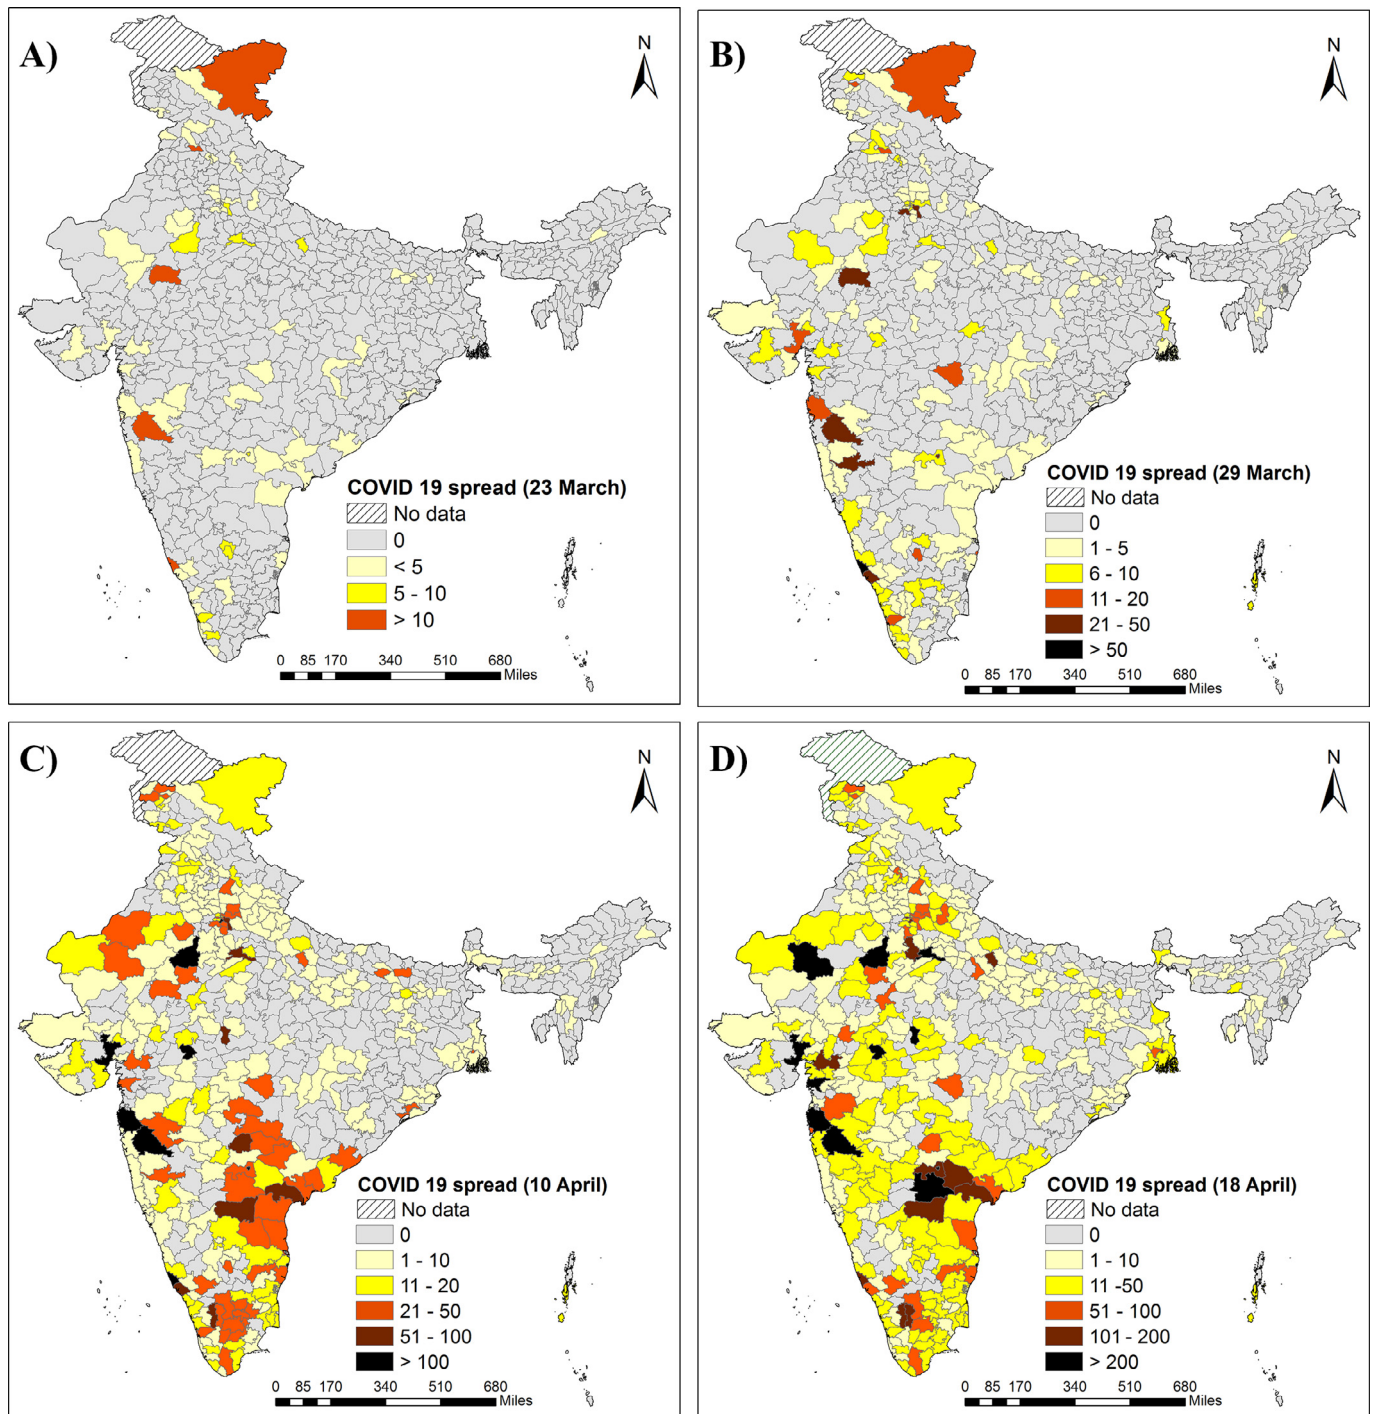 A)
N
COVID 19 spread (23 March)
No data
0
< 5
5 - 10
> 10
0 85 170 340 510 680
Miles
B)
N
COVID 19 spread (29 March)
No data
0
1 - 5
6 - 10
11 - 20
21 - 50
> 50
0 85 170 340 510 680
Miles
C)
N
COVID 19 spread (10 April)
No data
0
1 - 10
11 - 20
21 - 50
51 - 100
> 100
0 85 170 340 510 680
Miles
D)
N
COVID 19 spread (18 April)
No data
0
1 - 10
11 -50
51 - 100
101 - 200
> 200
0 85 170 340 510 680
Miles